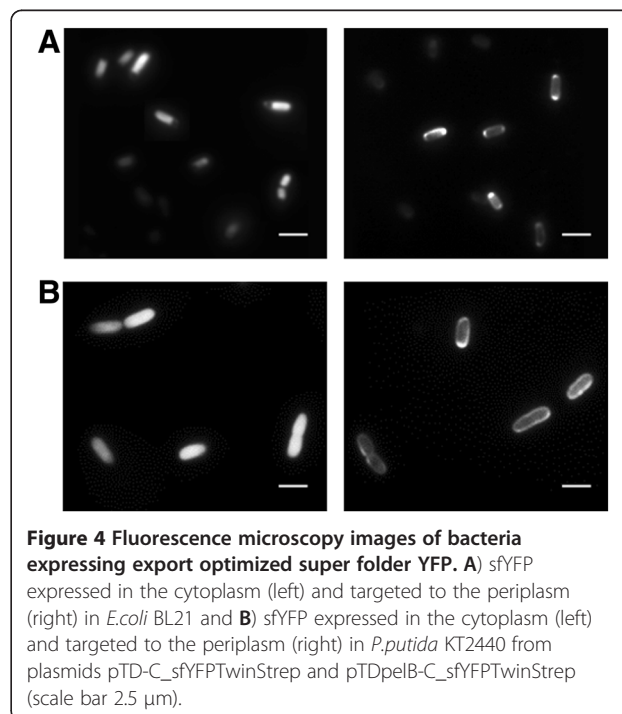 A
B
Figure 4 Fluorescence microscopy images of bacteria
expressing export optimized super folder YFP. A) sfYFP
expressed in the cytoplasm (left) and targeted to the periplasm
(right) in E.coli BL21 and B) sfYFP expressed in the cytoplasm (left)
and targeted to the periplasm (right) in P.putida KT2440 from
plasmids pTD-C_sfYFPTwinStrep and pTDpelB-C_sfYFPTwinStrep
(scale bar 2.5 μm).